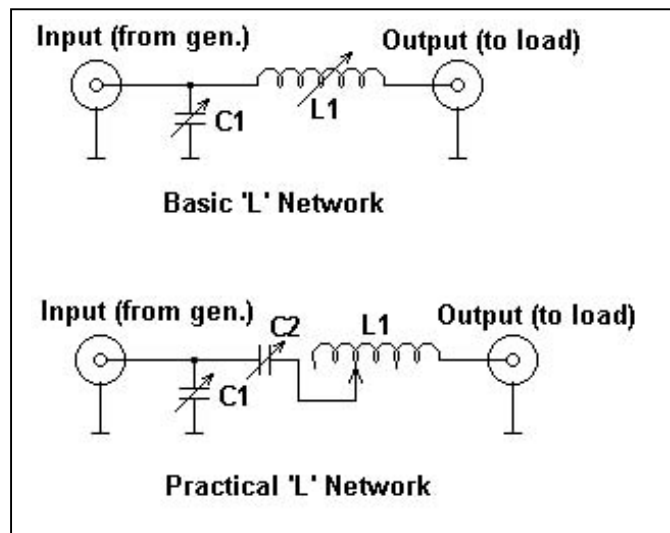 Input (from gen.)
Output (to load)
C1
L1
Basic 'L' Network
Input (from gen.)
C2
L1
Output (to load)
C1
Practical 'L' Network